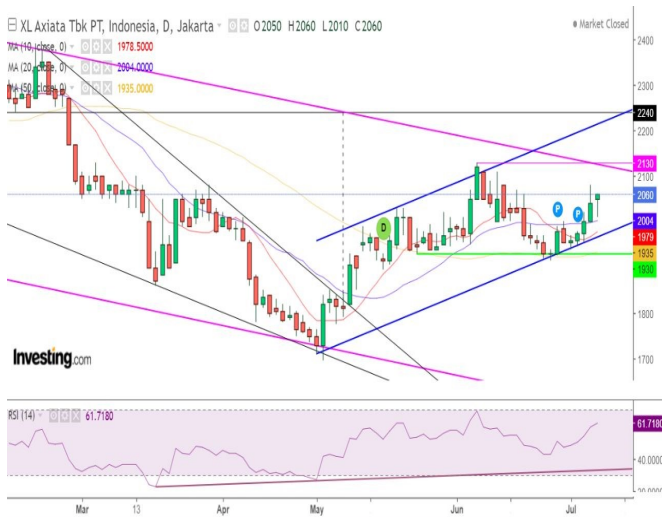 XL Axiata Tbk PT, Indonesia, D, Jakarta O2050 H2060 L2010 C2060
Market Closed
MA (10, close, 0) 1978.5000
MA (20, close, 0) 2004.0000
MA (50, close, 0) 1935.0000
2400
2300
2240
2200
2130
2100
2060
2004
1979
1935
1930
1800
1700
D
P
P
Investing.com
RSI (14) 61.7180
61.7180
40.0000
20.0000
Mar 13 Apr May Jun Jul